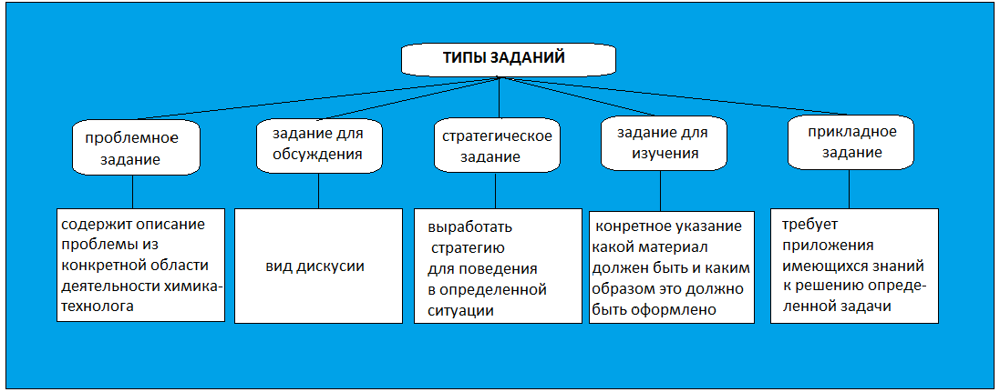 ТИПЫ ЗАДАНИЙ
проблемное
задание
задание для
обсуждения
стратегическое
задание
задание для
изучения
прикладное
задание
содержит описание
проблемы из
конкретной области
деятельности химика-
технолога
вид дискусии
выработать
стратегию
для поведения
в определенной
ситуации
конретное указание
какой материал
должен быть и каким
образом это должно
быть оформлено
требует
приложения
имеющихся знаний
к решению опреде-
ленной задачи